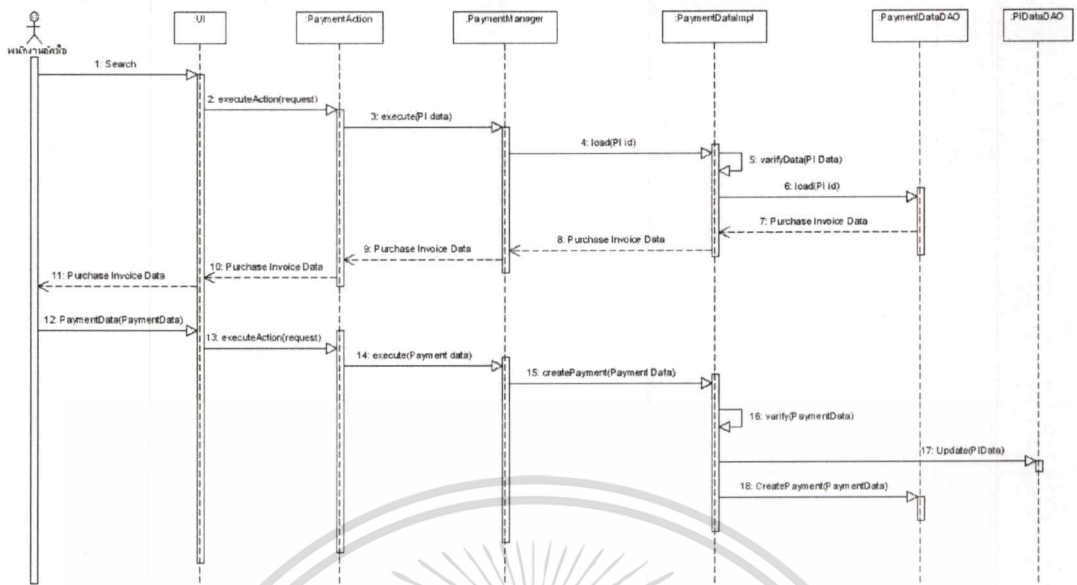 :UI
:PaymentAction
:PaymentManager
:PaymentDataImpl
:PaymentDataDAO
:PIDataDAO
พนักงานจัดซื้อ
1: Search
2: executeAction(request)
3: execute(PI data)
4: load(PI id)
5: varifyData(PI Data)
6: load(PI id)
7: Purchase Invoice Data
8: Purchase Invoice Data
9: Purchase Invoice Data
10: Purchase Invoice Data
11: Purchase Invoice Data
12: PaymentData(PaymentData)
13: executeAction(request)
14: execute(Payment data)
15: createPayment(Payment Data)
16: varify(PaymentData)
17: Update(PIData)
18: CreatePayment(PaymentData)